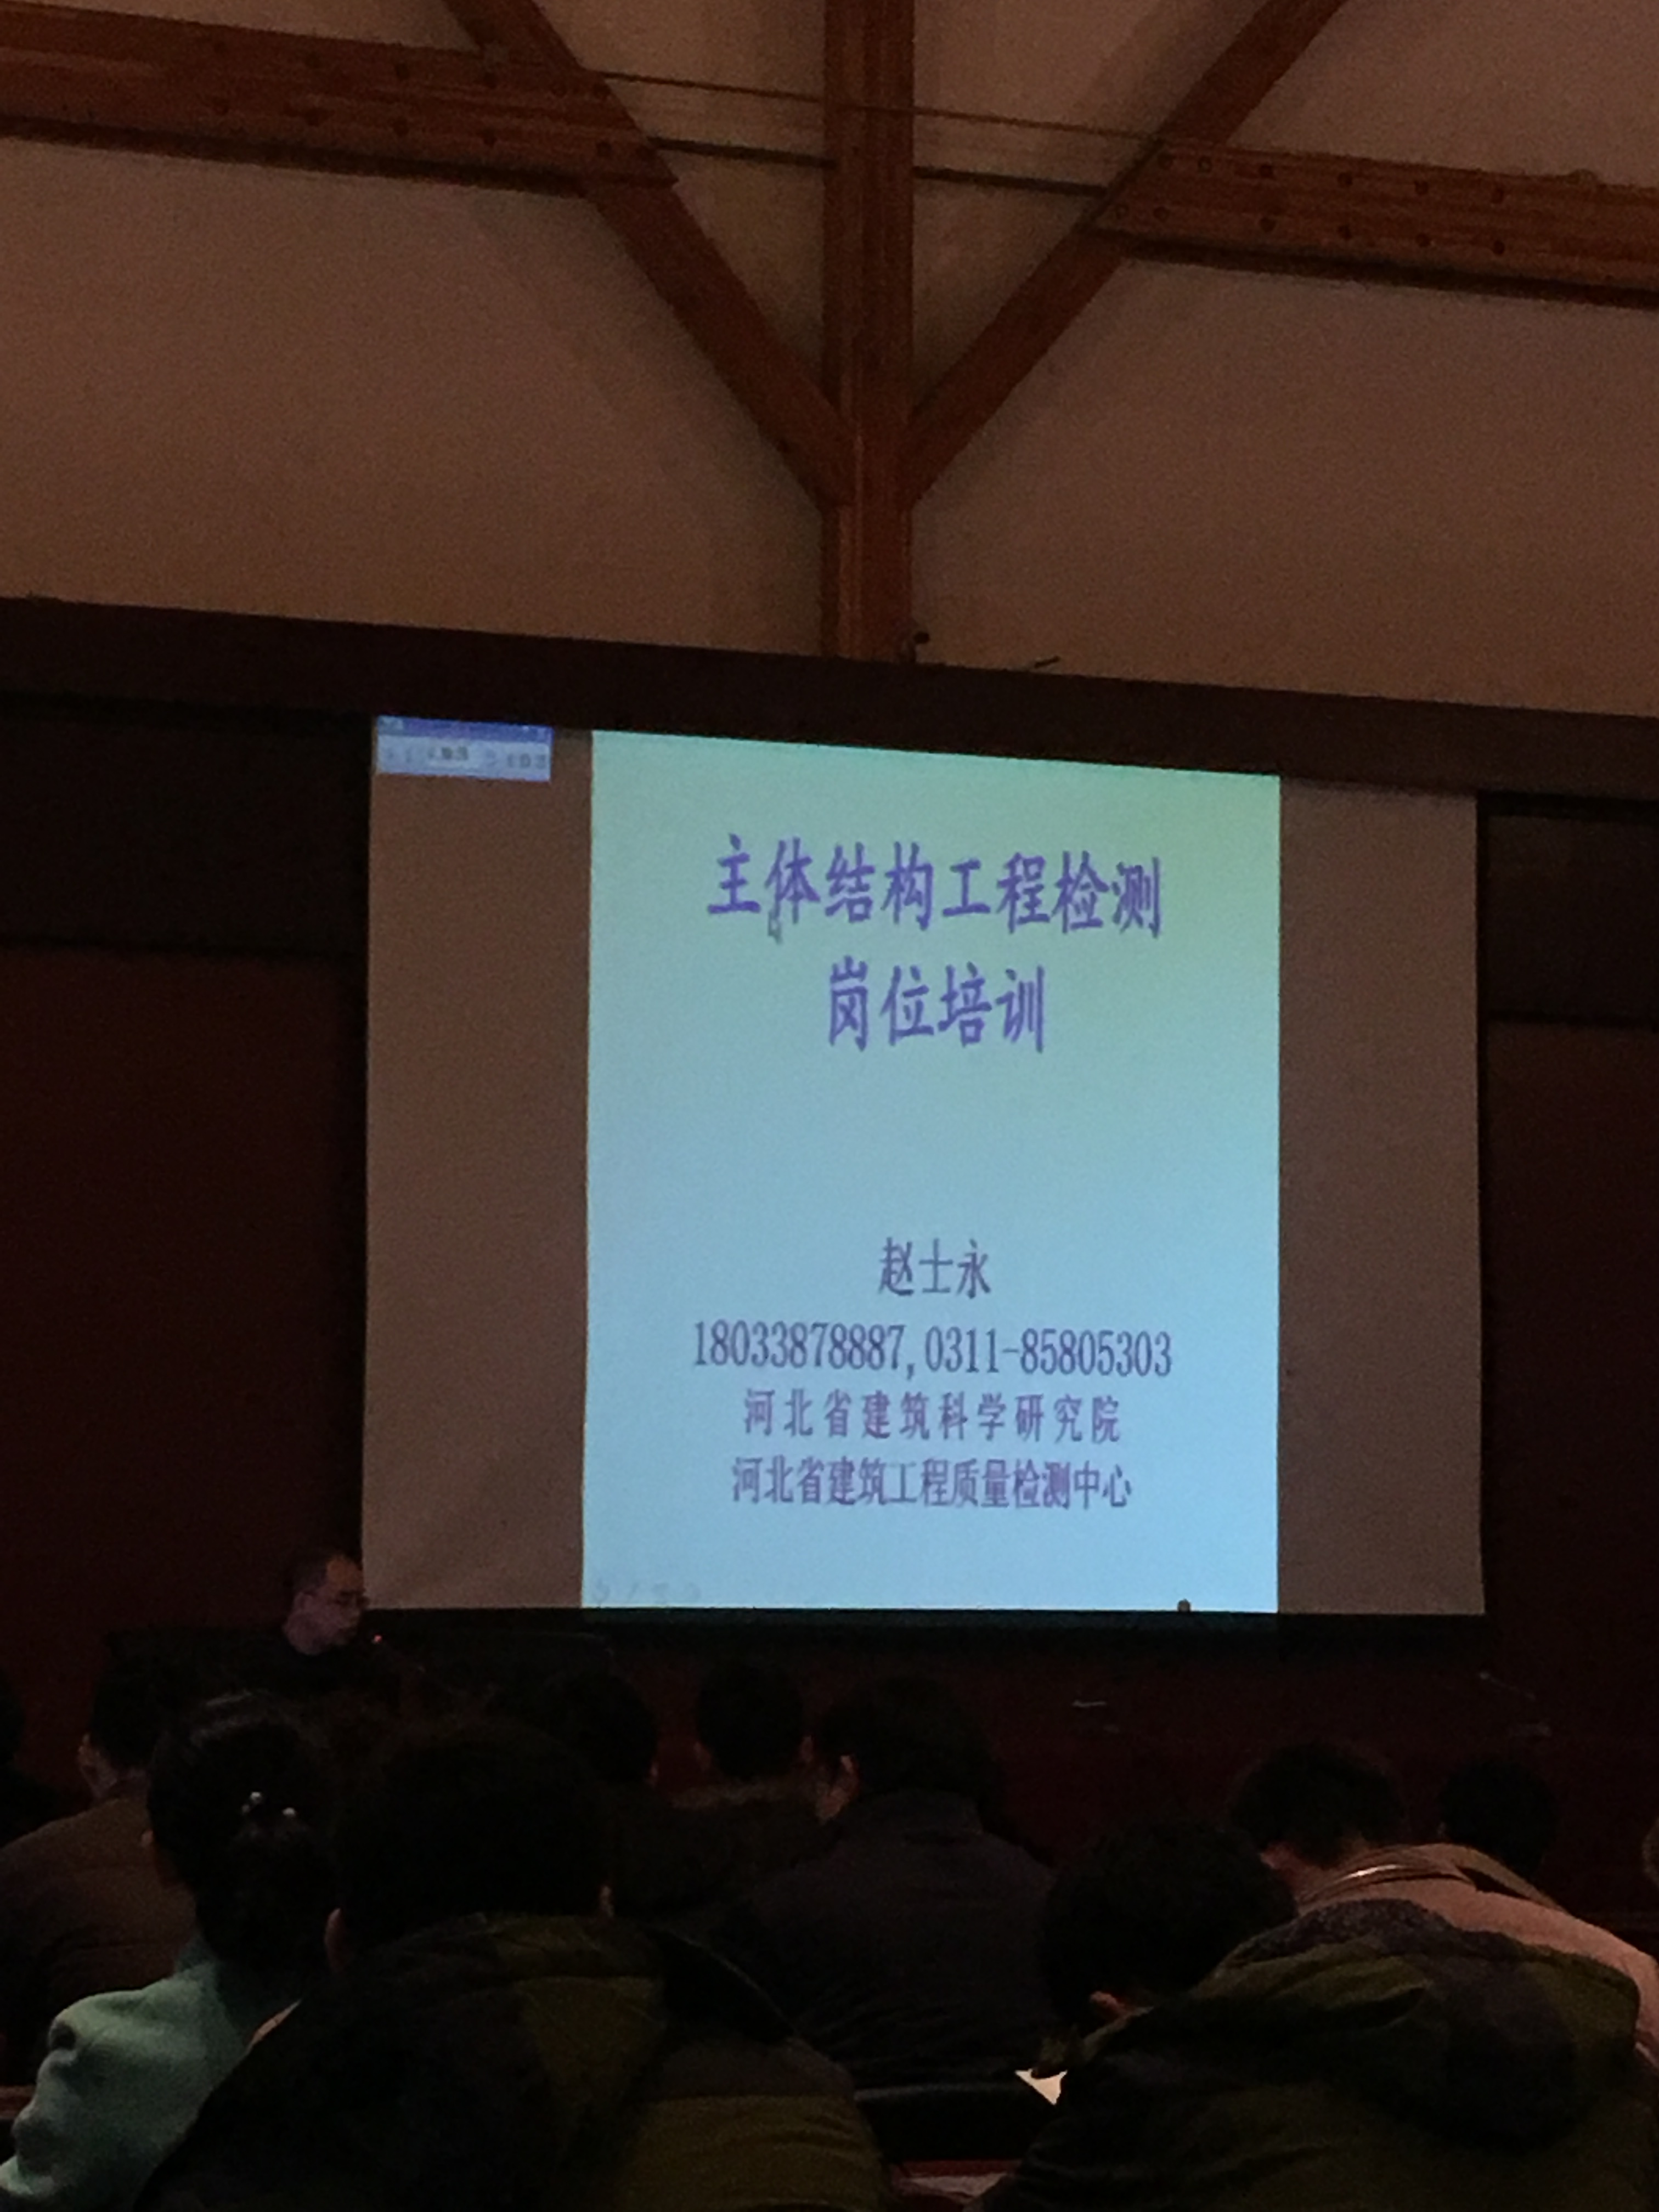 主体结构工程检测
岗位培训
赵士永
18033878887,0311-85805303
河北省建筑科学研究院
河北省建筑工程质量检测中心